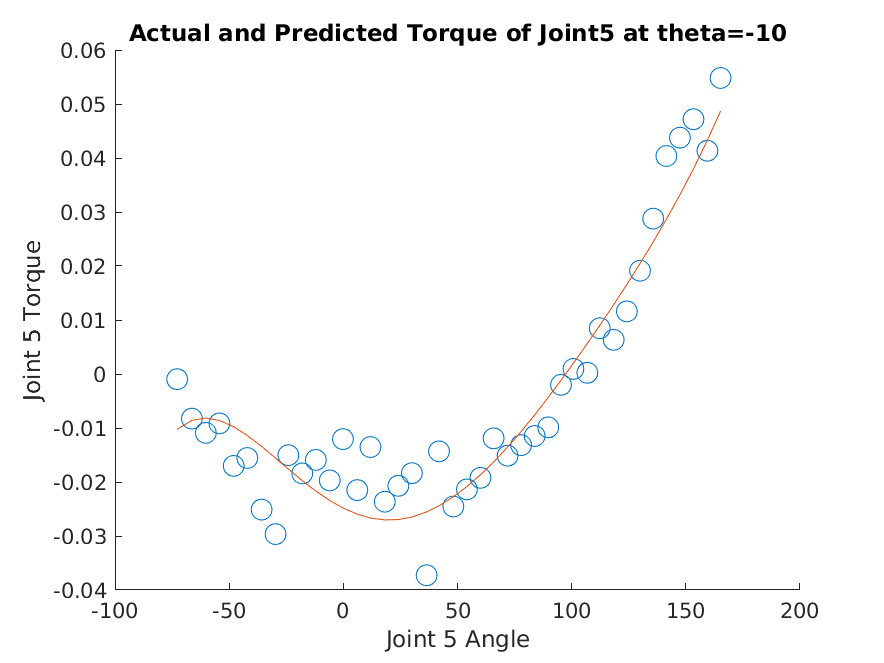 Actual and Predicted Torque of Joint5 at theta=-10
0.06
0.05
0.04
0.03
0.02
0.01
0
-0.01
-0.02
-0.03
-0.04
Joint 5 Torque
-100 -50 0 50 100 150 200
Joint 5 Angle